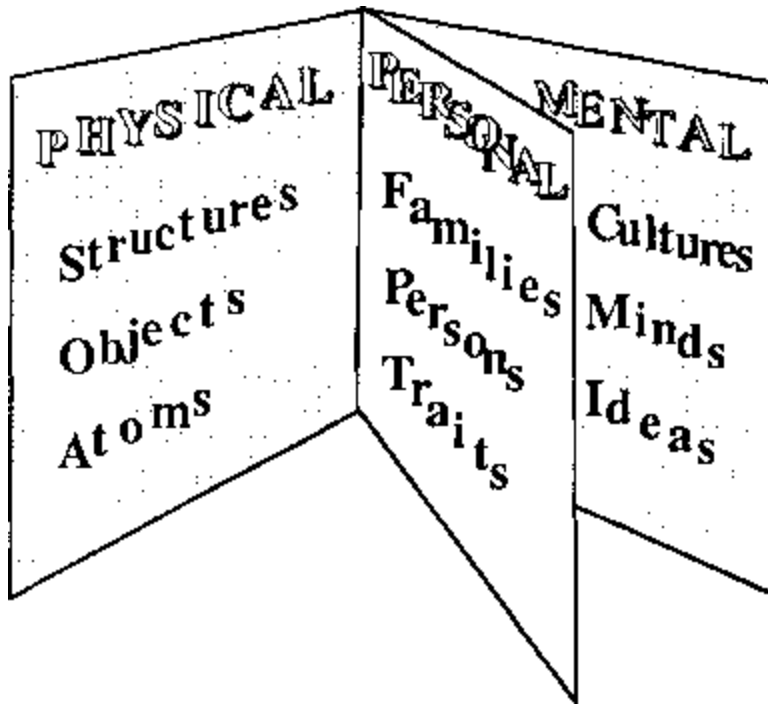 PHYSICAL
Structures
Objects
Atoms
PERSONAL
Families
Persons
Traits
MENTAL
Cultures
Minds
Ideas